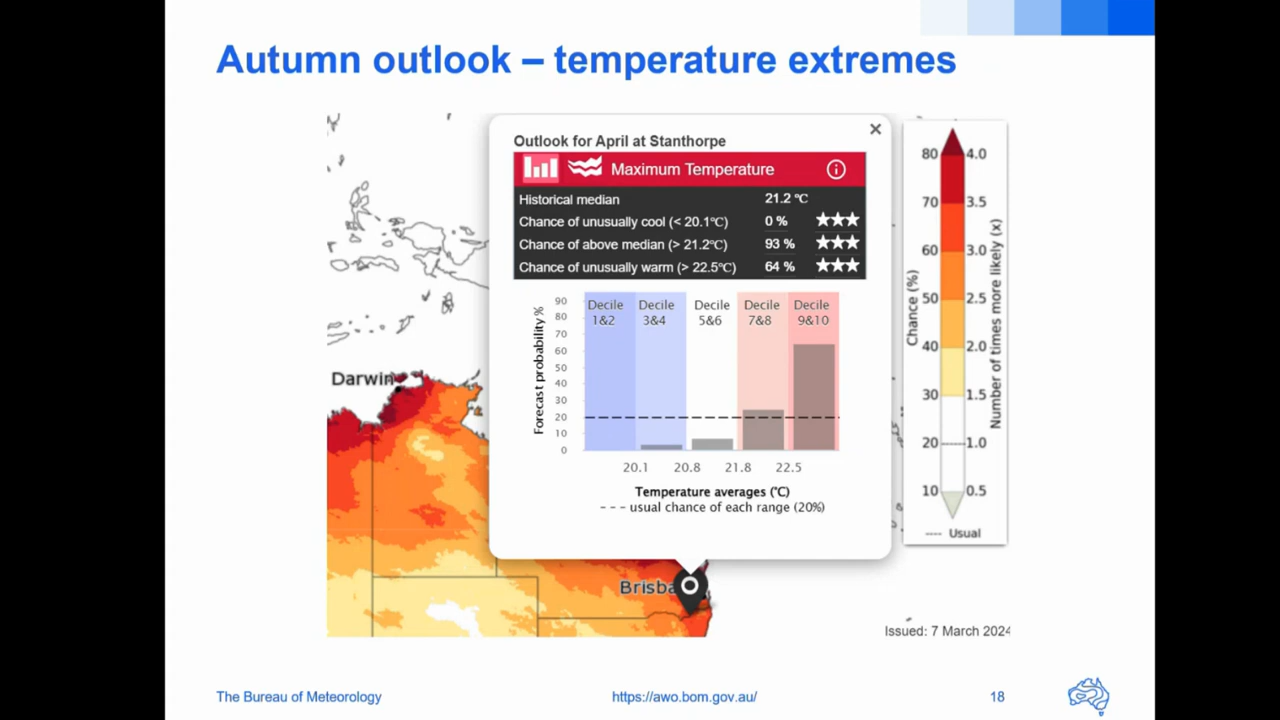 Autumn outlook – temperature extremes
Outlook for April at Stanthorpe
×
Maximum Temperature
Historical median 21.2 ℃
Chance of unusually cool (< 20.1℃) 0 % ★★★
Chance of above median (> 21.2℃) 93 % ★★★
Chance of unusually warm (> 22.5℃) 64 % ★★★
Forecast probability %
90
80
70
60
50
40
30
20
10
0
Decile 1&2
Decile 3&4
Decile 5&6
Decile 7&8
Decile 9&10
20.1 20.8 21.8 22.5
Temperature averages (℃)
--- usual chance of each range (20%)
Darwin
Chance (%)
80 4.0
70 3.5
60 3.0
50 2.5
40 2.0
30 1.5
20 1.0
10 0.5
Number of times more likely (x)
---- Usual
Issued: 7 March 2024
The Bureau of Meteorology https://awo.bom.gov.au/ 18